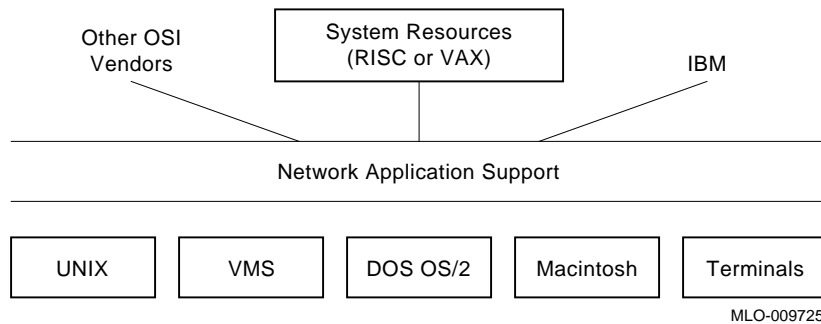 Other OSI
Vendors
System Resources
(RISC or VAX)
IBM
Network Application Support
UNIX
VMS
DOS OS/2
Macintosh
Terminals
MLO-009725